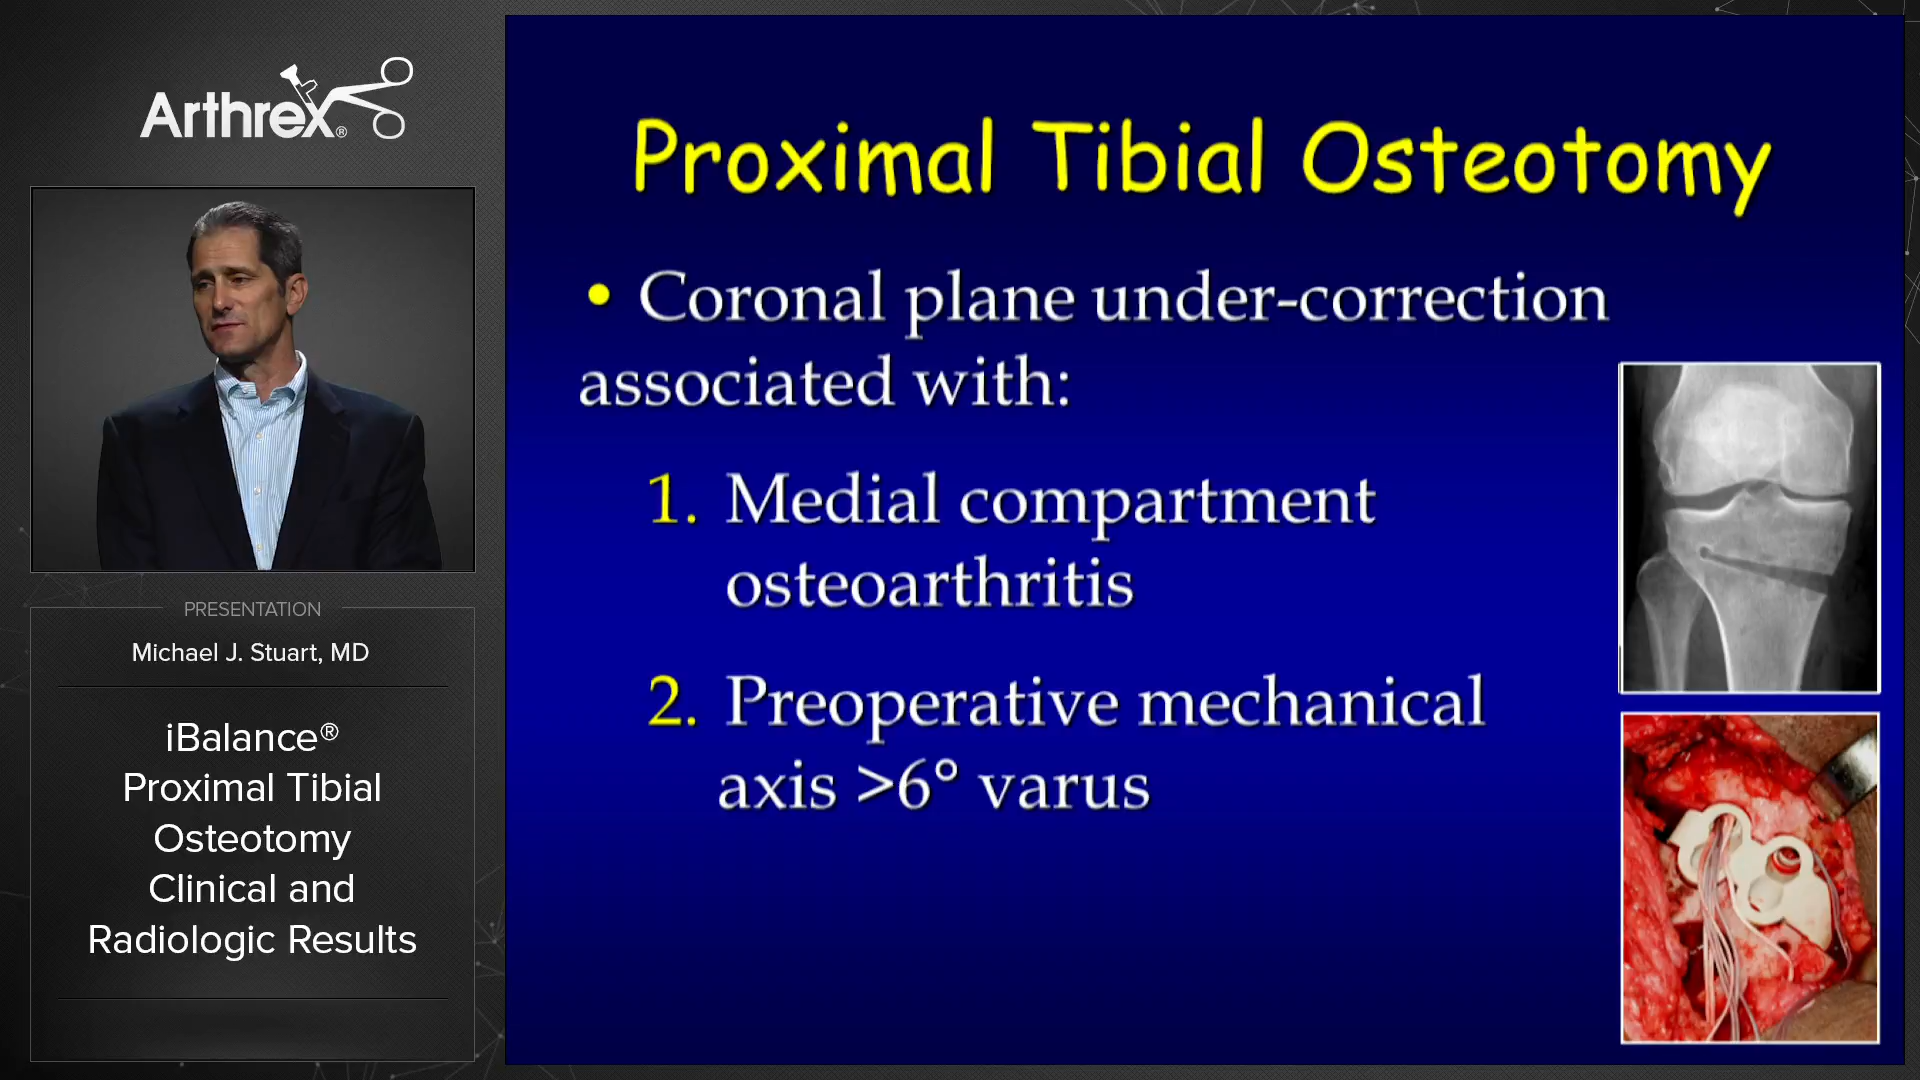 Arthrex®
PRESENTATION
Michael J. Stuart, MD
iBalance®
Proximal Tibial
Osteotomy
Clinical and
Radiologic Results
Proximal Tibial Osteotomy
• Coronal plane under-correction
associated with:
1. Medial compartment
osteoarthritis
2. Preoperative mechanical
axis >6° varus